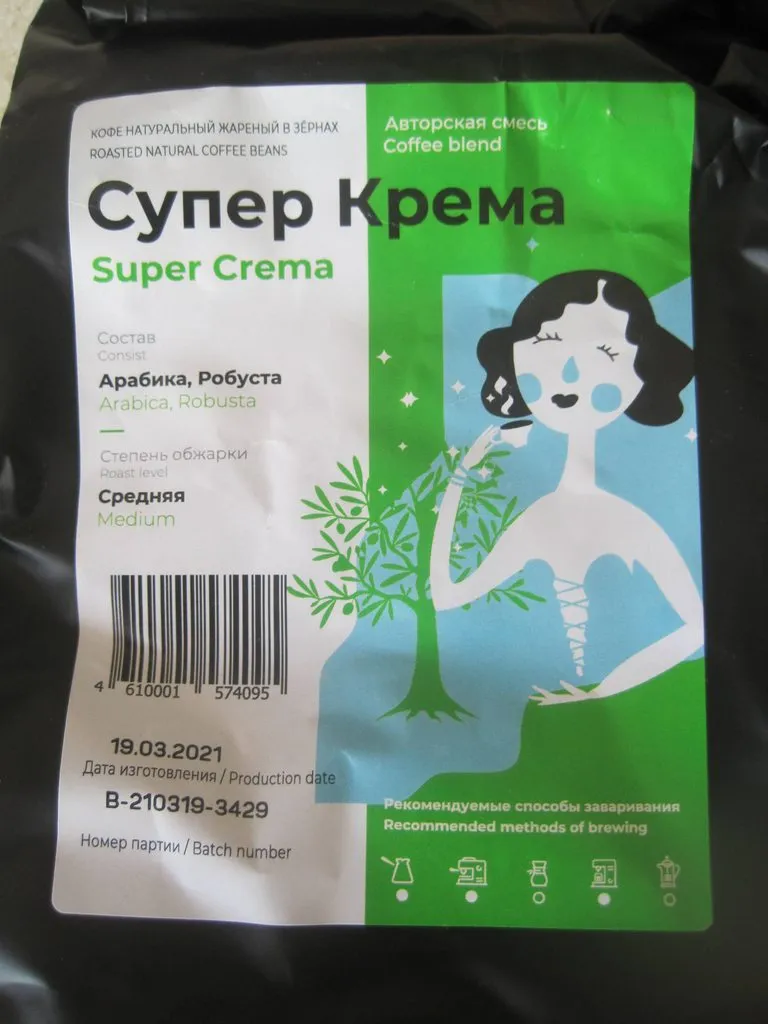 КОФЕ НАТУРАЛЬНЫЙ ЖАРЕНЫЙ В ЗЁРНАХ
ROASTED NATURAL COFFEE BEANS
Авторская смесь
Coffee blend
Супер Крема
Super Crema
Состав
Consist
Арабика, Робуста
Arabica, Robusta
Степень обжарки
Roast level
Средняя
Medium
4 610001 574095
19.03.2021
Дата изготовления / Production date
B-210319-3429
Номер партии / Batch number
Рекомендуемые способы заваривания
Recommended methods of brewing